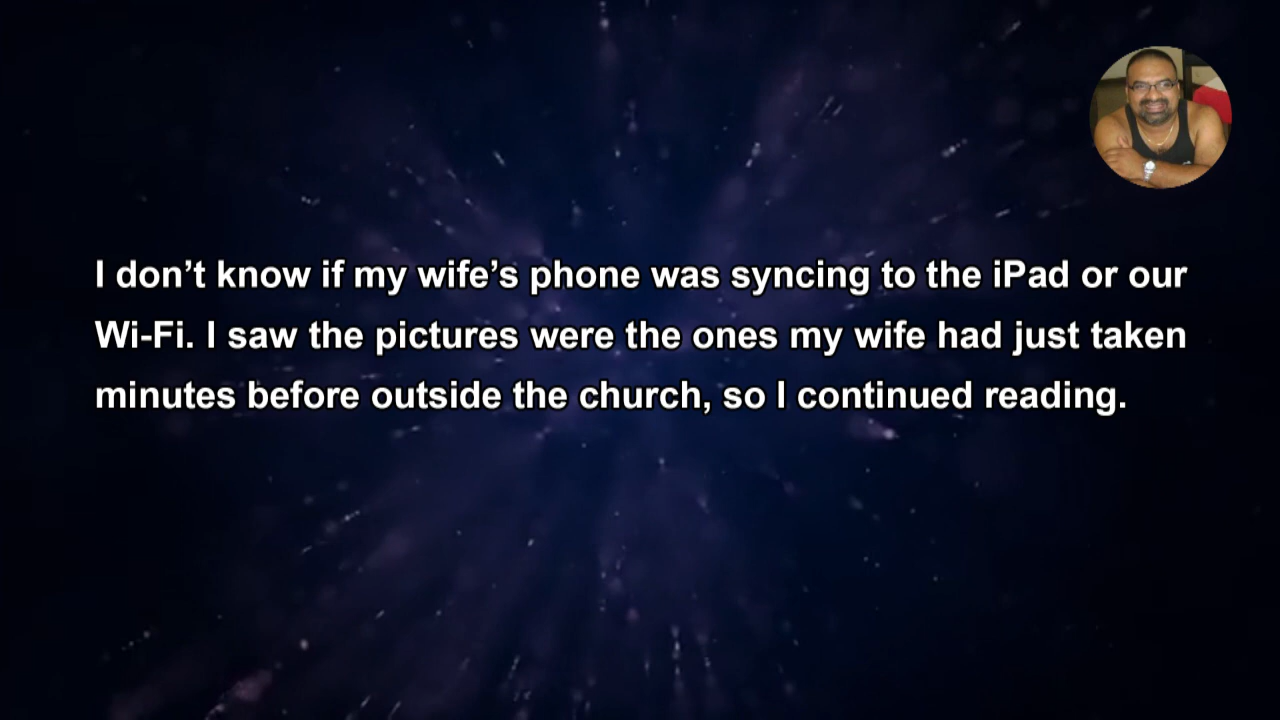 I don’t know if my wife’s phone was syncing to the iPad or our
Wi-Fi. I saw the pictures were the ones my wife had just taken
minutes before outside the church, so I continued reading.